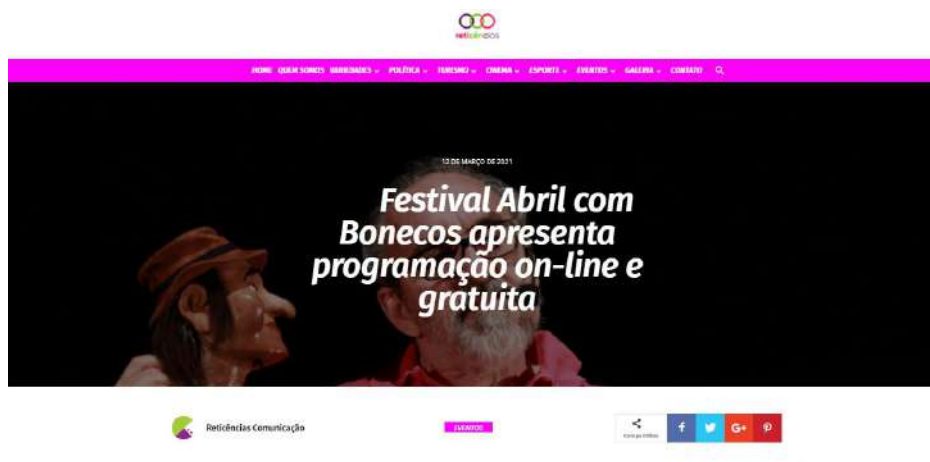 reticências
HOME QUEM SOMOS VARIEDADES POLÍTICA TURISMO CINEMA ESPORTE EVENTOS GALERIA CONTATO
12 DE MARÇO DE 2021
Festival Abril com
Bonecos apresenta
programação on-line e
gratuita
Reticências Comunicação
EVENTOS
f
G+